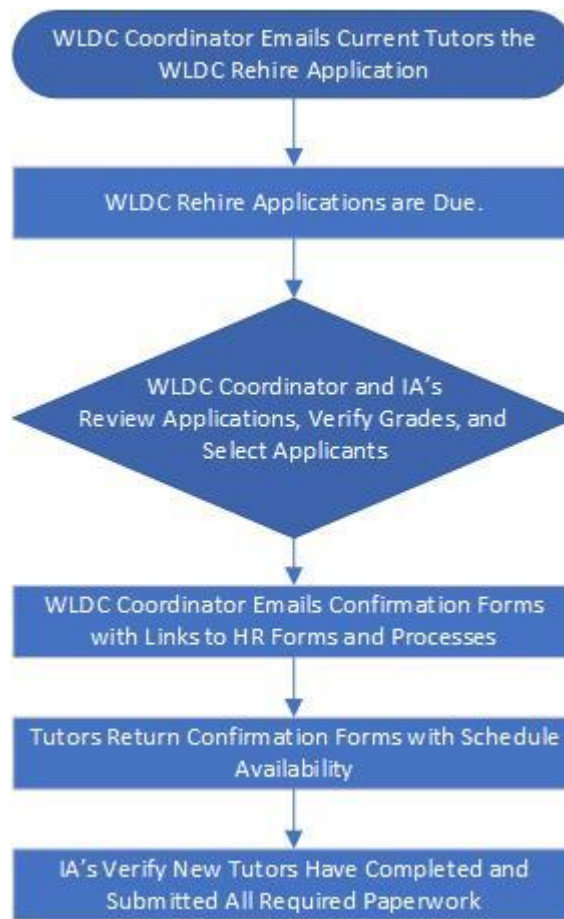 WLDC Coordinator Emails Current Tutors the
WLDC Rehire Application
WLDC Rehire Applications are Due.
WLDC Coordinator and IA's
Review Applications, Verify Grades, and
Select Applicants
WLDC Coordinator Emails Confirmation Forms
with Links to HR Forms and Processes
Tutors Return Confirmation Forms with Schedule
Availability
IA's Verify New Tutors Have Completed and
Submitted All Required Paperwork